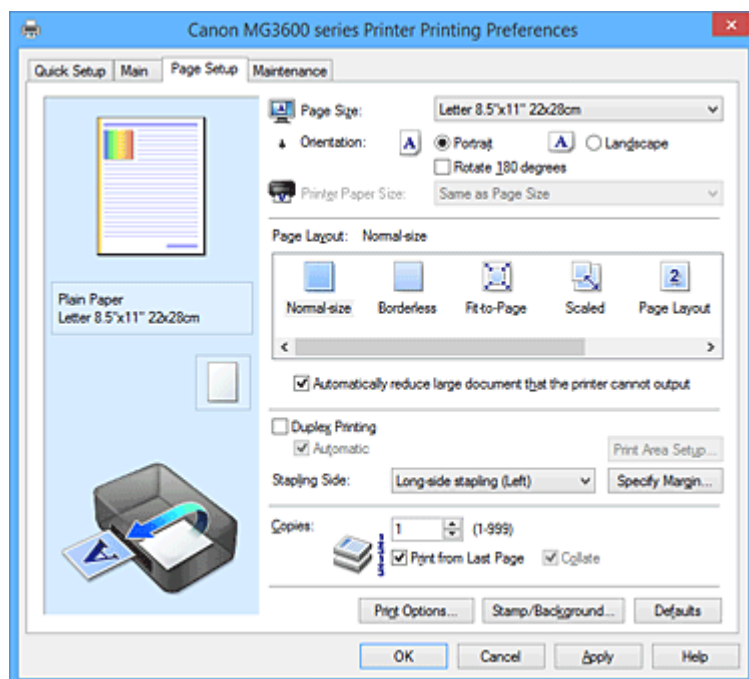 Canon MG3600 series Printer Printing Preferences
Quick Setup Main Page Setup Maintenance
Page Size: Letter 8.5"x11" 22x28cm
Orientation: A Portrait A Landscape
Rotate 180 degrees
Printer Paper Size: Same as Page Size
Page Layout: Normal-size
2
Normal-size Borderless Fit-to-Page Scaled Page Layout
Plain Paper
Letter 8.5"x11" 22x28cm
Automatically reduce large document that the printer cannot output
Duplex Printing
Automatic Print Area Setup...
Stapling Side: Long-side stapling (Left) Specify Margin...
Copies: 1 (1-999)
Print from Last Page Collate
A
Print Options... Stamp/Background... Defaults
OK Cancel Apply Help